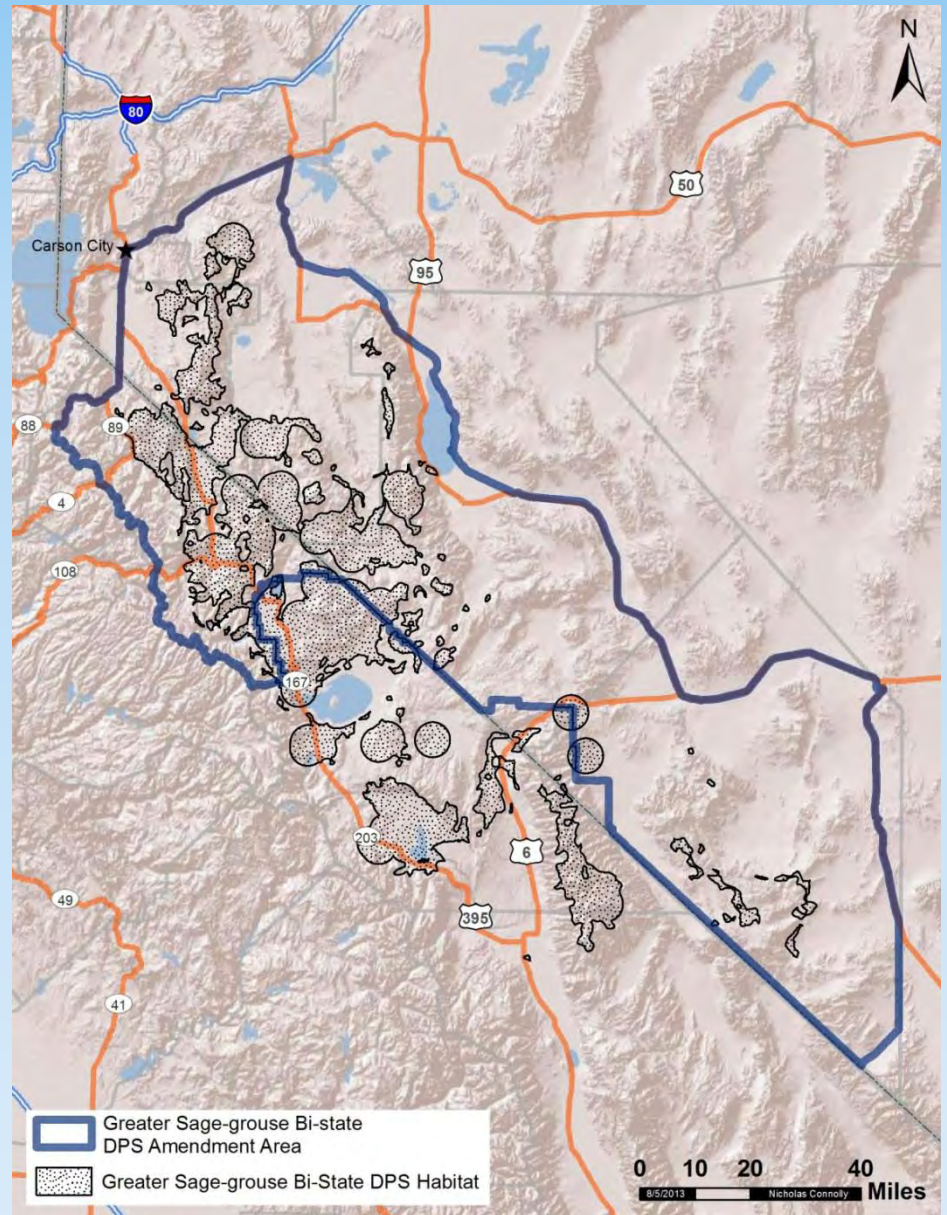 N
80
50
Carson City
95
88
89
4
108
167
203
6
49
395
41
Greater Sage-grouse Bi-state
DPS Amendment Area
Greater Sage-grouse Bi-State DPS Habitat
0 10 20 40
Miles
8/5/2013
Nicholas Connolly